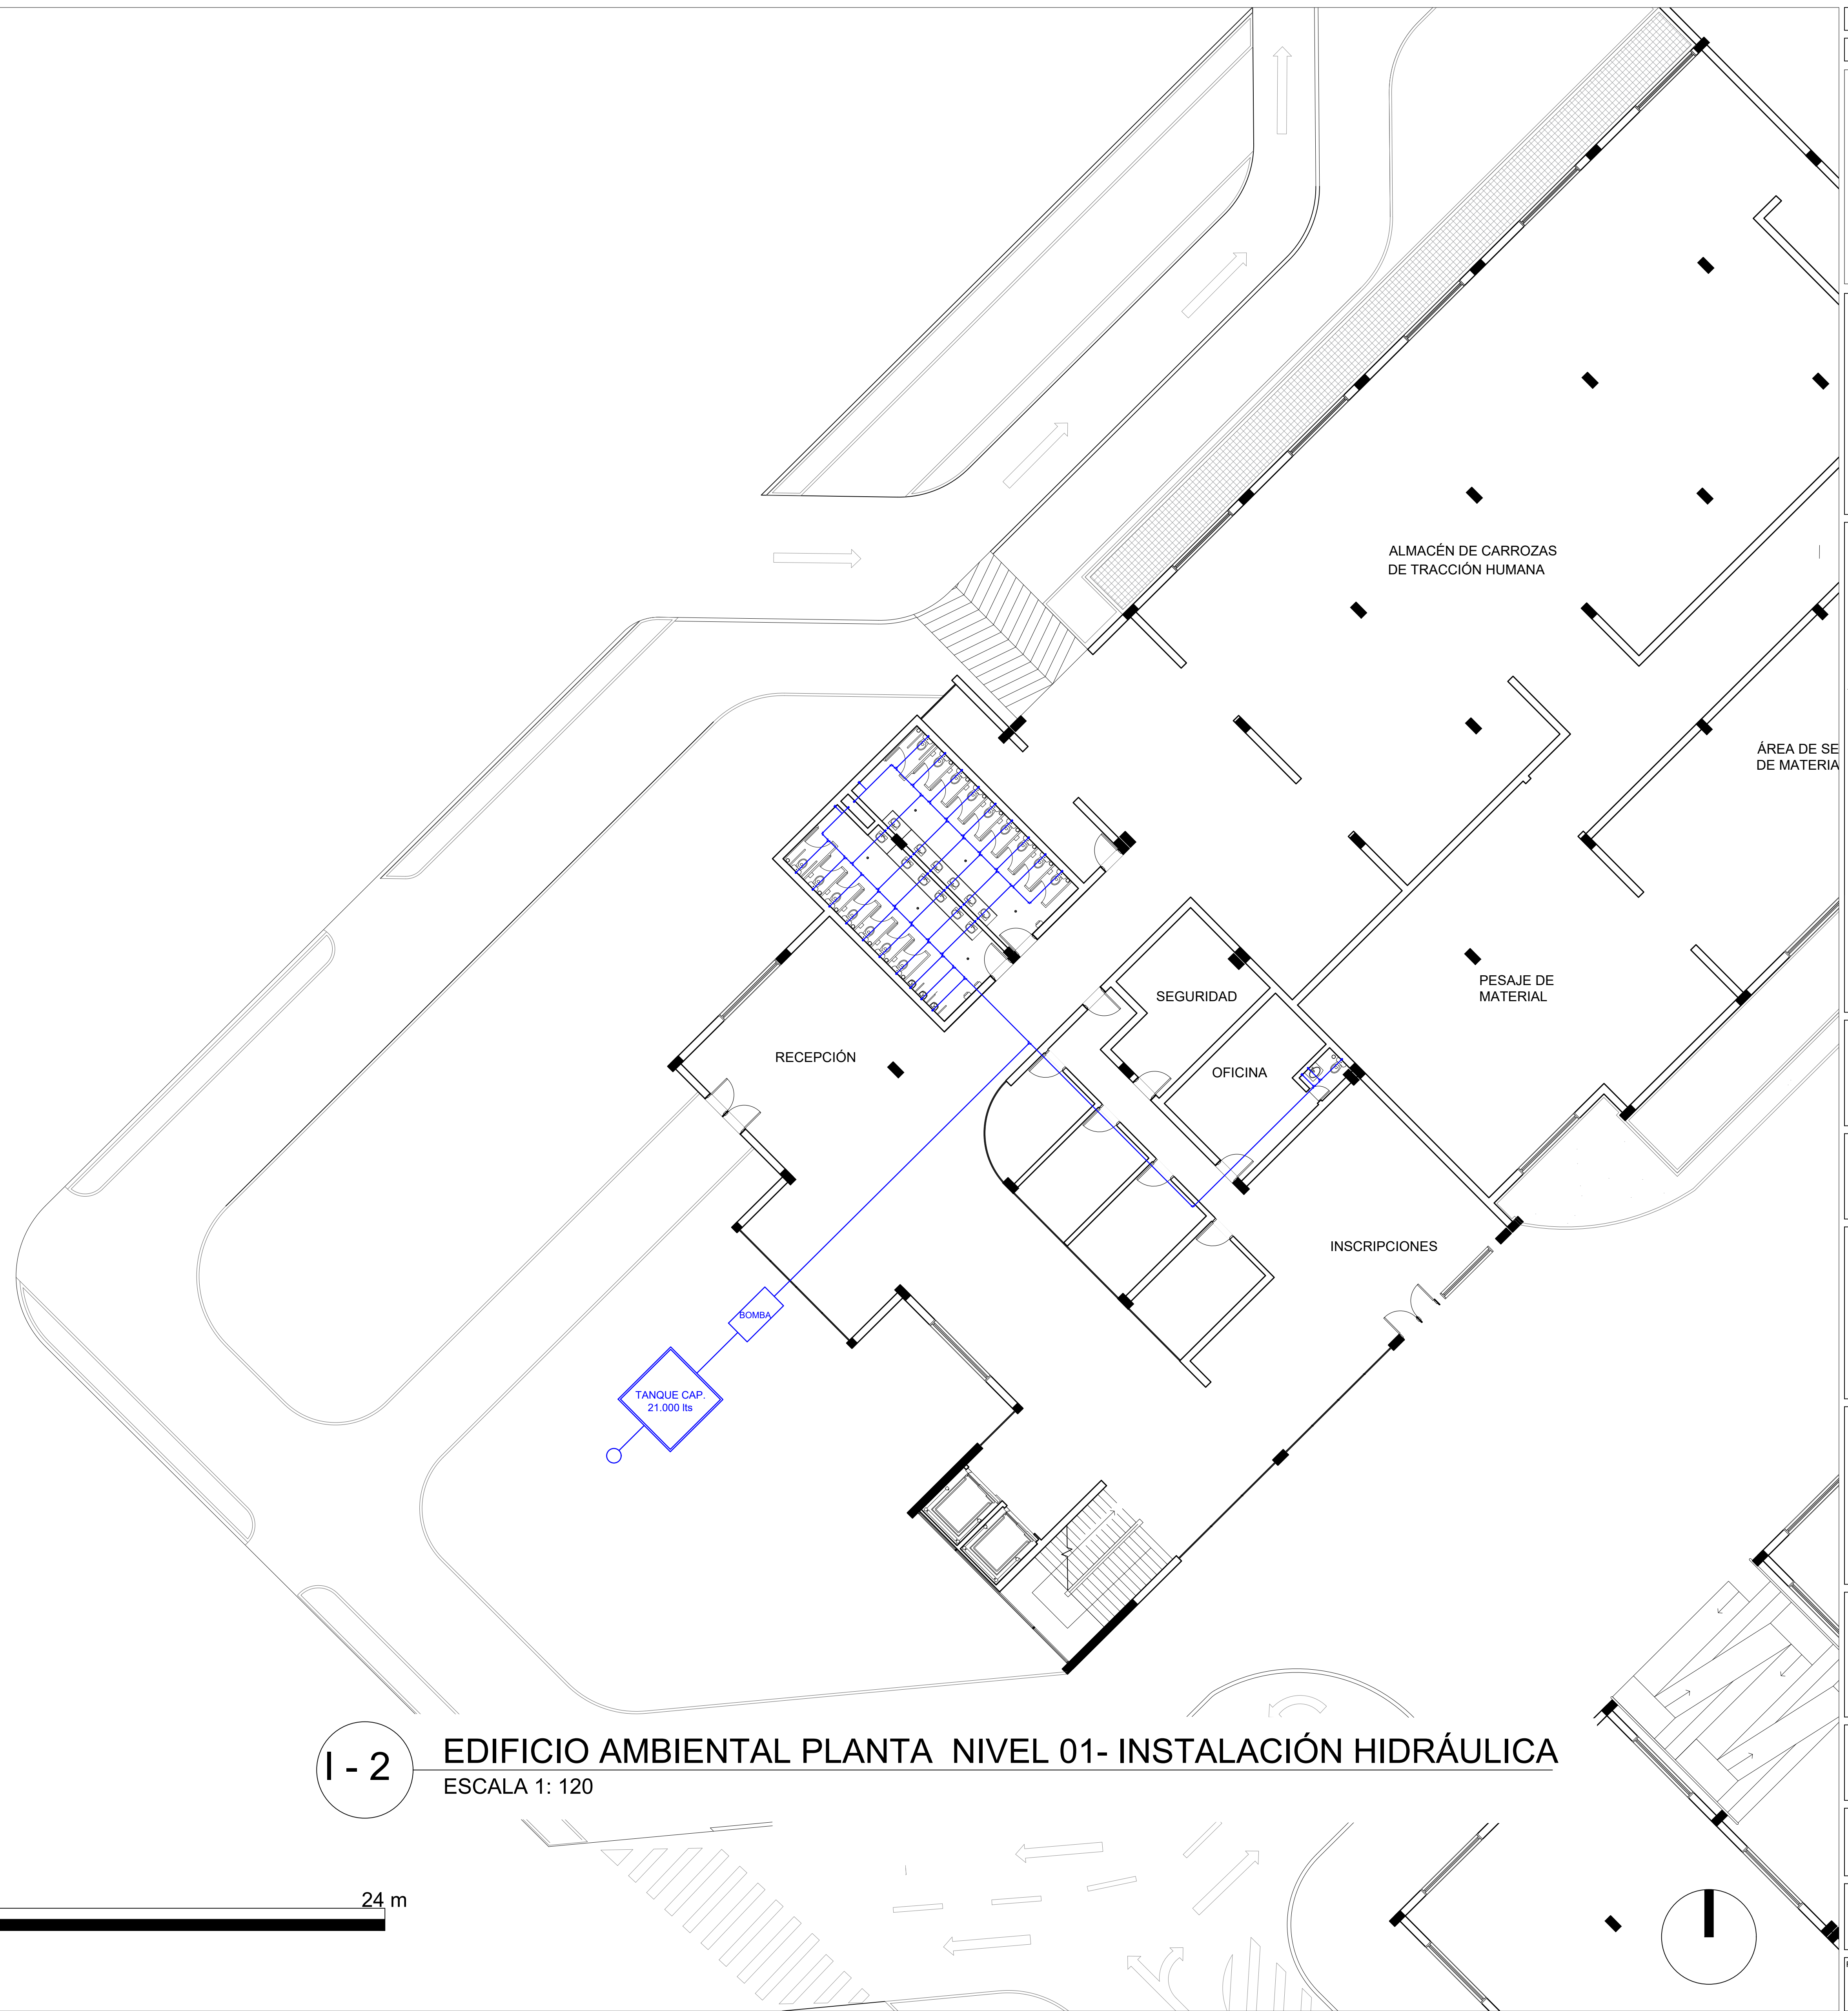 ALMACÉN DE CARROZAS
DE TRACCIÓN HUMANA
ÁREA DE SE
DE MATERIA
PESAJE DE
MATERIAL
SEGURIDAD
RECEPCIÓN
OFICINA
INSCRIPCIONES
BOMBA
TANQUE CAP.
21.000 lts
I - 2
EDIFICIO AMBIENTAL PLANTA NIVEL 01- INSTALACIÓN HIDRÁULICA
ESCALA 1: 120
24 m